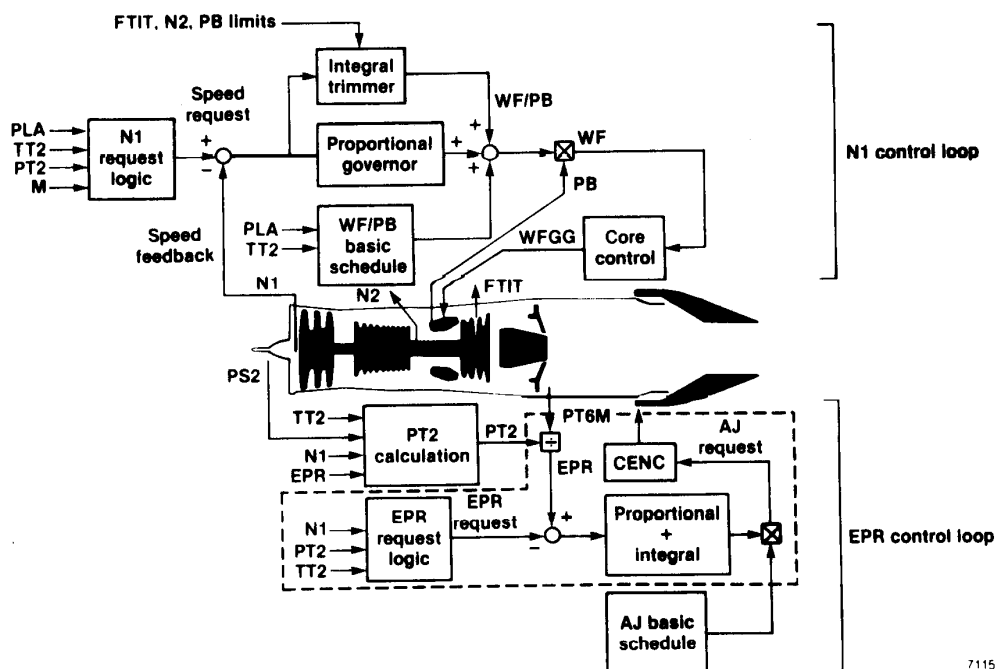 FTIT, N2, PB limits
Integral
trimmer
WF/PB
Speed
request
PLA
TT2
PT2
M
N1
request
logic
+
−
Proportional
governor
+
+
+
WF
PB
N1 control loop
Speed
feedback
PLA
TT2
WF/PB
basic
schedule
WFGG
Core
control
N1
N2
FTIT
PS2
TT2
N1
EPR
PT2
calculation
PT2
PT6M
÷
EPR
CENC
AJ
request
N1
PT2
TT2
EPR
request
logic
EPR
request
+
−
Proportional
+
integral
EPR control loop
AJ basic
schedule
7115